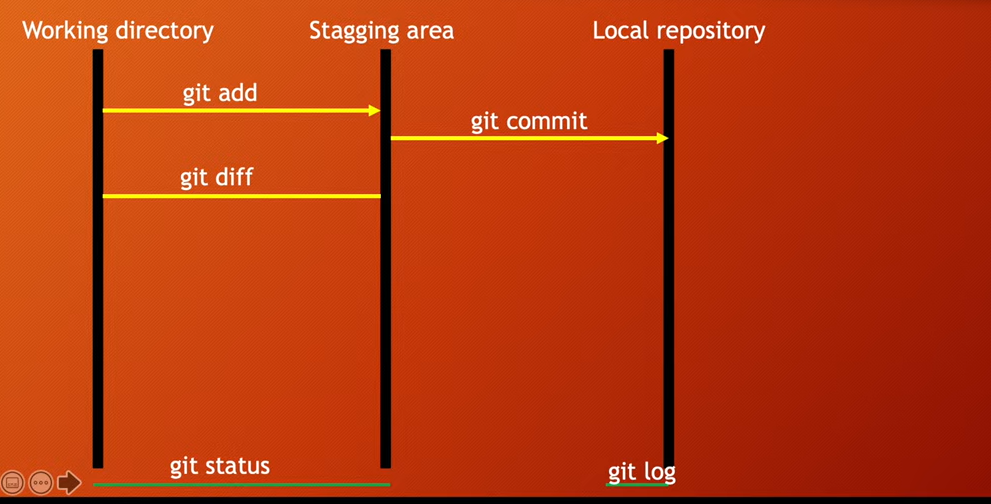 Working directory
Stagging area
Local repository
git add
git commit
git diff
git status
git log